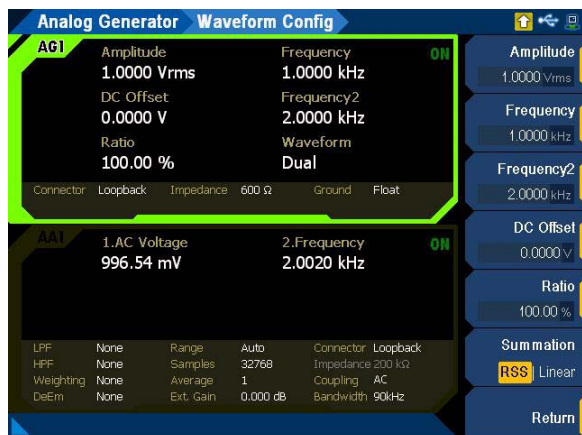 Analog Generator Waveform Config
AG1
Amplitude Frequency ON
1.0000 Vrms 1.0000 kHz
DC Offset Frequency2
0.0000 V 2.0000 kHz
Ratio Waveform
100.00 % Dual
Connector Loopback Impedance 600 Ω Ground Float
AA1
1.AC Voltage 2.Frequency ON
996.54 mV 2.0020 kHz
LPF None Range Auto Connector Loopback
HPF None Samples 32768 Impedance 200 kΩ
Weighting None Average 1 Coupling AC
DeEm None Ext. Gain 0.000 dB Bandwidth 90kHz
Amplitude
1.0000 Vrms
Frequency
1.0000 kHz
Frequency2
2.0000 kHz
DC Offset
0.0000 V
Ratio
100.00 %
Summation
RSS | Linear
Return